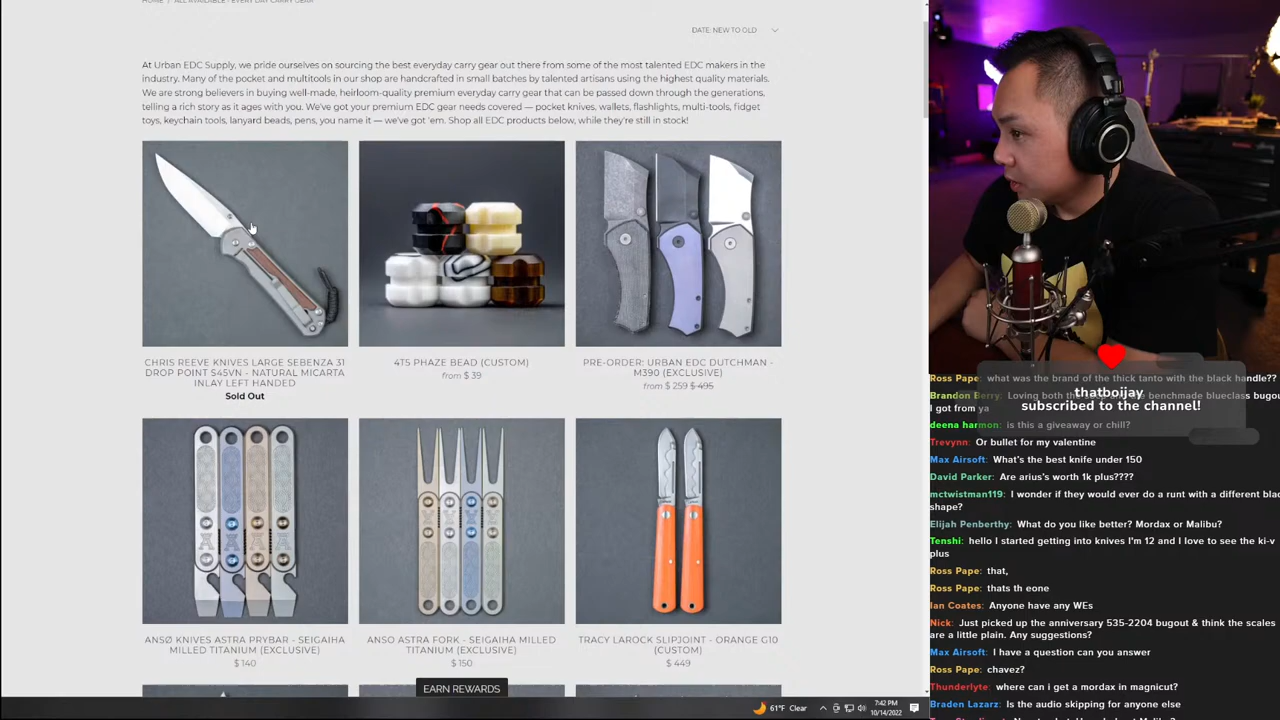 HOME / ALL AVAILABLE - EVERY DAY CARRY GEAR
DATE: NEW TO OLD
At Urban EDC Supply, we pride ourselves on sourcing the best everyday carry gear out there from some of the most talented EDC makers in the
industry. Many of the pocket and multitools in our shop are handcrafted in small batches by talented artisans using the highest quality materials.
We are strong believers in buying well-made, heirloom-quality premium everyday carry gear that can be passed down through the generations,
telling a rich story as it ages with you. We've got your premium EDC gear needs covered — pocket knives, wallets, flashlights, multi-tools, fidget
toys, keychain tools, lanyard beads, pens, you name it — we've got 'em. Shop all EDC products below, while they're still in stock!
CHRIS REEVE KNIVES LARGE SEBENZA 31
DROP POINT S45VN - NATURAL MICARTA
INLAY LEFT HANDED
Sold Out
4TS PHAZE BEAD (CUSTOM)
from $ 39
PRE-ORDER: URBAN EDC DUTCHMAN -
M390 (EXCLUSIVE)
from $ 259 $ 495
ANSØ KNIVES ASTRA PRYBAR - SEIGAIHA
MILLED TITANIUM (EXCLUSIVE)
$ 140
ANSO ASTRA FORK - SEIGAIHA MILLED
TITANIUM (EXCLUSIVE)
$ 150
TRACY LAROCK SLIPJOINT - ORANGE G10
(CUSTOM)
$ 449
EARN REWARDS
61°F Clear
7:42 PM
10/14/2022
thatboijay
subscribed to the channel!
Ross Pape: what was the brand of the thick tanto with the black handle??
Brandon Berry: Loving both the benchmade blueclass bugou
I got from ya
deena harmon: is this a giveaway or chill?
Trevynn: Or bullet for my valentine
Max Airsoft: What's the best knife under 150
David Parker: Are arius's worth 1k plus????
mctwistman119: I wonder if they would ever do a runt with a different blad
shape?
Elijah Penberthy: What do you like better? Mordax or Malibu?
Tenshi: hello I started getting into knives I'm 12 and I love to see the ki-v
plus
Ross Pape: that,
Ross Pape: thats th eone
Ian Coates: Anyone have any WEs
Nick: Just picked up the anniversary 535-2204 bugout & think the scales
are a little plain. Any suggestions?
Max Airsoft: I have a question can you answer
Ross Pape: chavez?
Thunderlyte: where can i get a mordax in magnicut?
Braden Lazarz: Is the audio skipping for anyone else